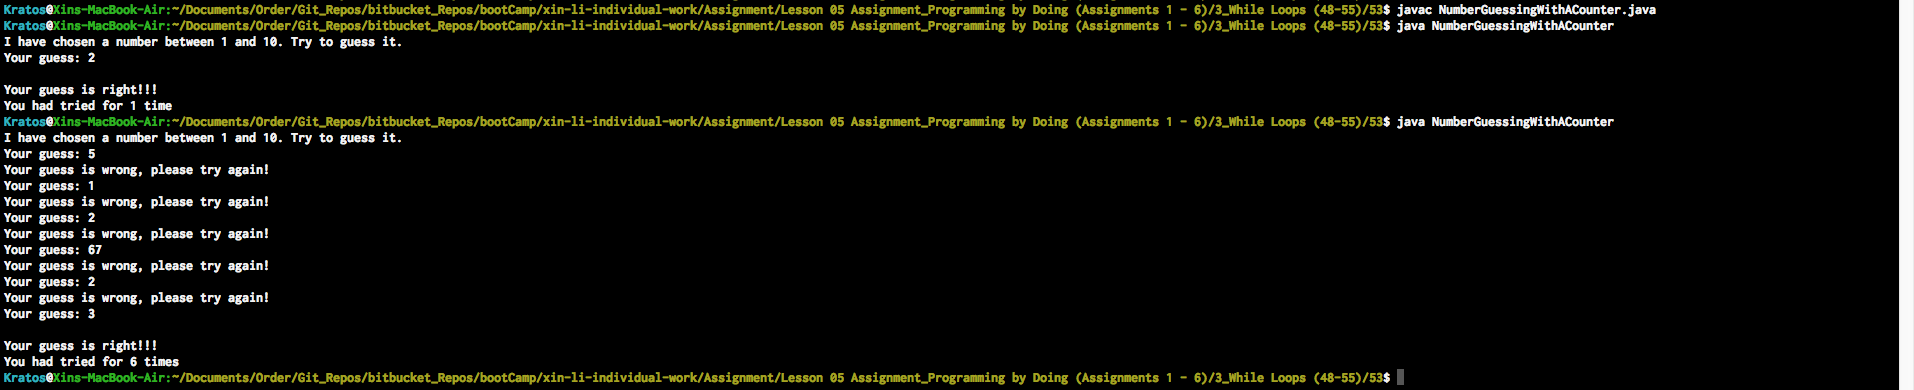 Kratos@Xins-MacBook-Air:~/Documents/Order/Git_Repos/bitbucket_Repos/bootCamp/xin-li-individual-work/Assignment/Lesson 05 Assignment_Programming by Doing (Assignments 1 - 6)/3_While Loops (48-55)/53$ javac NumberGuessingWithACounter.java
Kratos@Xins-MacBook-Air:~/Documents/Order/Git_Repos/bitbucket_Repos/bootCamp/xin-li-individual-work/Assignment/Lesson 05 Assignment_Programming by Doing (Assignments 1 - 6)/3_While Loops (48-55)/53$ java NumberGuessingWithACounter
I have chosen a number between 1 and 10. Try to guess it.
Your guess: 2
Your guess is right!!!
You had tried for 1 time
Kratos@Xins-MacBook-Air:~/Documents/Order/Git_Repos/bitbucket_Repos/bootCamp/xin-li-individual-work/Assignment/Lesson 05 Assignment_Programming by Doing (Assignments 1 - 6)/3_While Loops (48-55)/53$ java NumberGuessingWithACounter
I have chosen a number between 1 and 10. Try to guess it.
Your guess: 5
Your guess is wrong, please try again!
Your guess: 1
Your guess is wrong, please try again!
Your guess: 2
Your guess is wrong, please try again!
Your guess: 67
Your guess is wrong, please try again!
Your guess: 2
Your guess is wrong, please try again!
Your guess: 3
Your guess is right!!!
You had tried for 6 times
Kratos@Xins-MacBook-Air:~/Documents/Order/Git_Repos/bitbucket_Repos/bootCamp/xin-li-individual-work/Assignment/Lesson 05 Assignment_Programming by Doing (Assignments 1 - 6)/3_While Loops (48-55)/53$